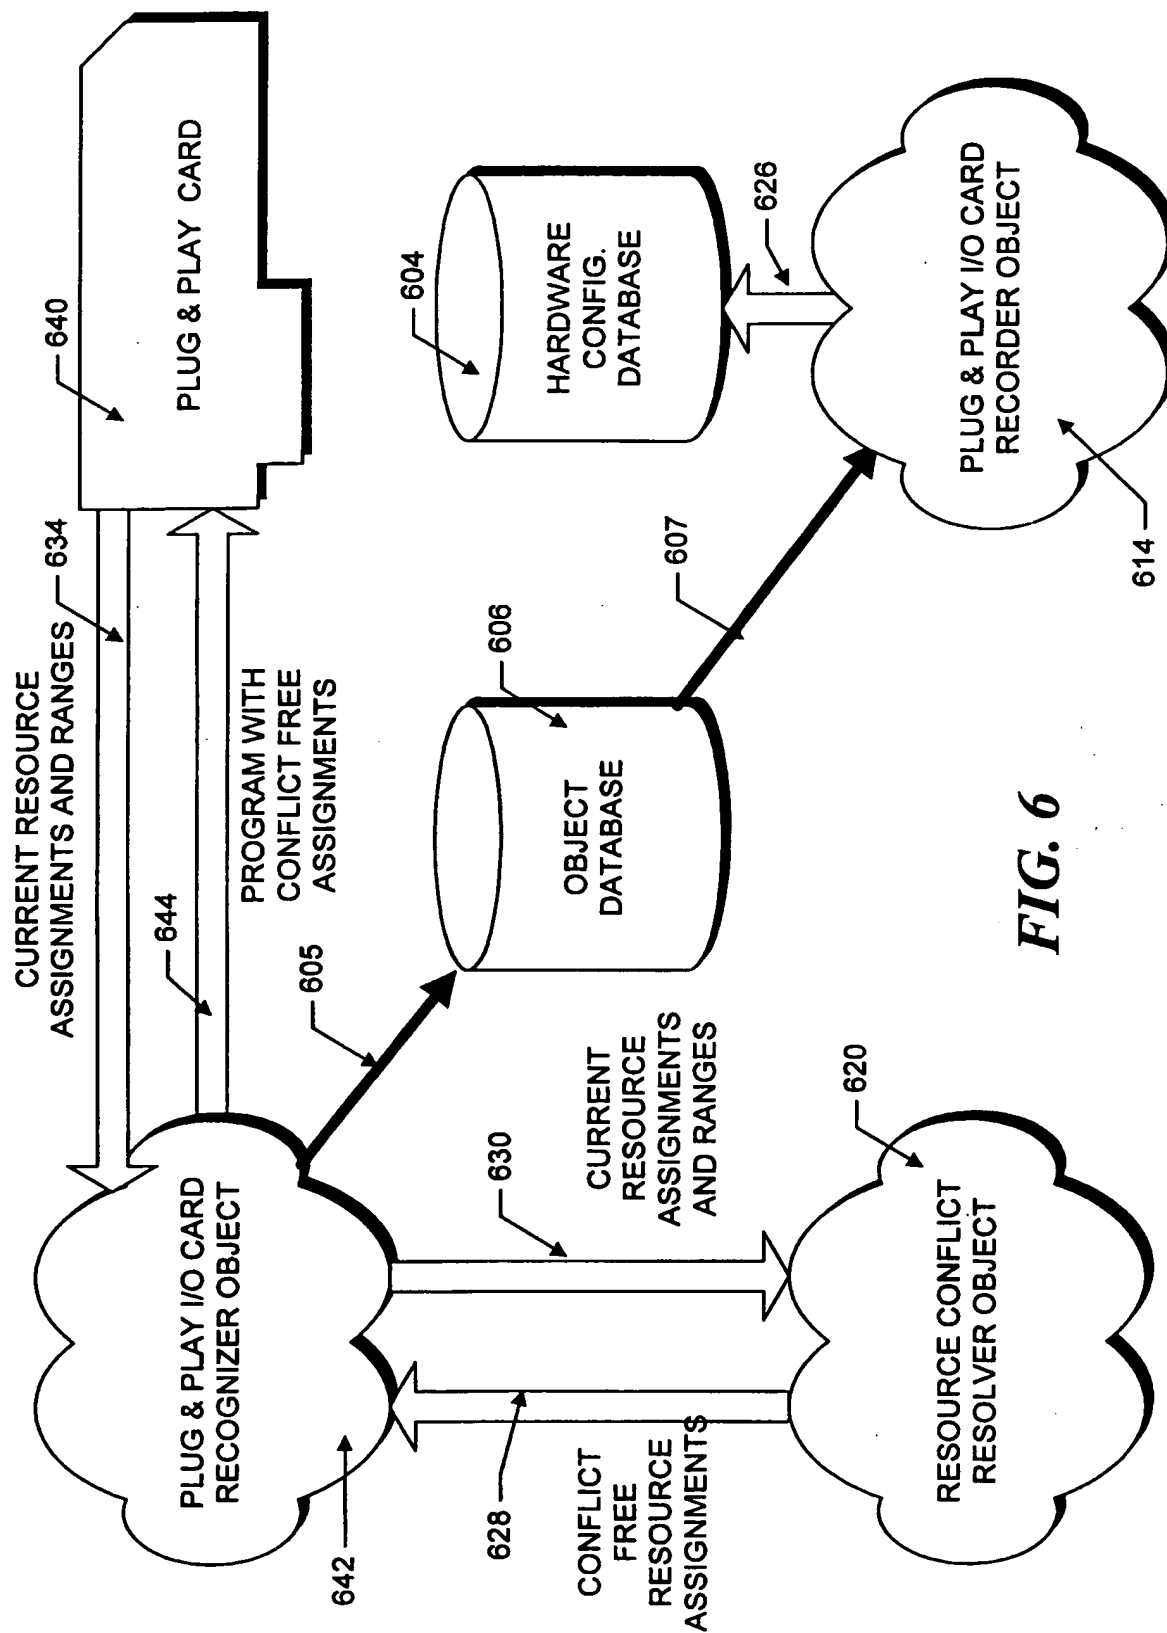 CURRENT RESOURCE
ASSIGNMENTS AND RANGES
634
640
PLUG & PLAY CARD
644
PROGRAM WITH
CONFLICT FREE
ASSIGNMENTS
PLUG & PLAY I/O CARD
RECOGNIZER OBJECT
642
605
606
OBJECT
DATABASE
604
HARDWARE
CONFIG.
DATABASE
607
626
628
CONFLICT
FREE
RESOURCE
ASSIGNMENTS
630
CURRENT
RESOURCE
ASSIGNMENTS
AND RANGES
620
RESOURCE CONFLICT
RESOLVER OBJECT
614
PLUG & PLAY I/O CARD
RECORDER OBJECT
FIG. 6